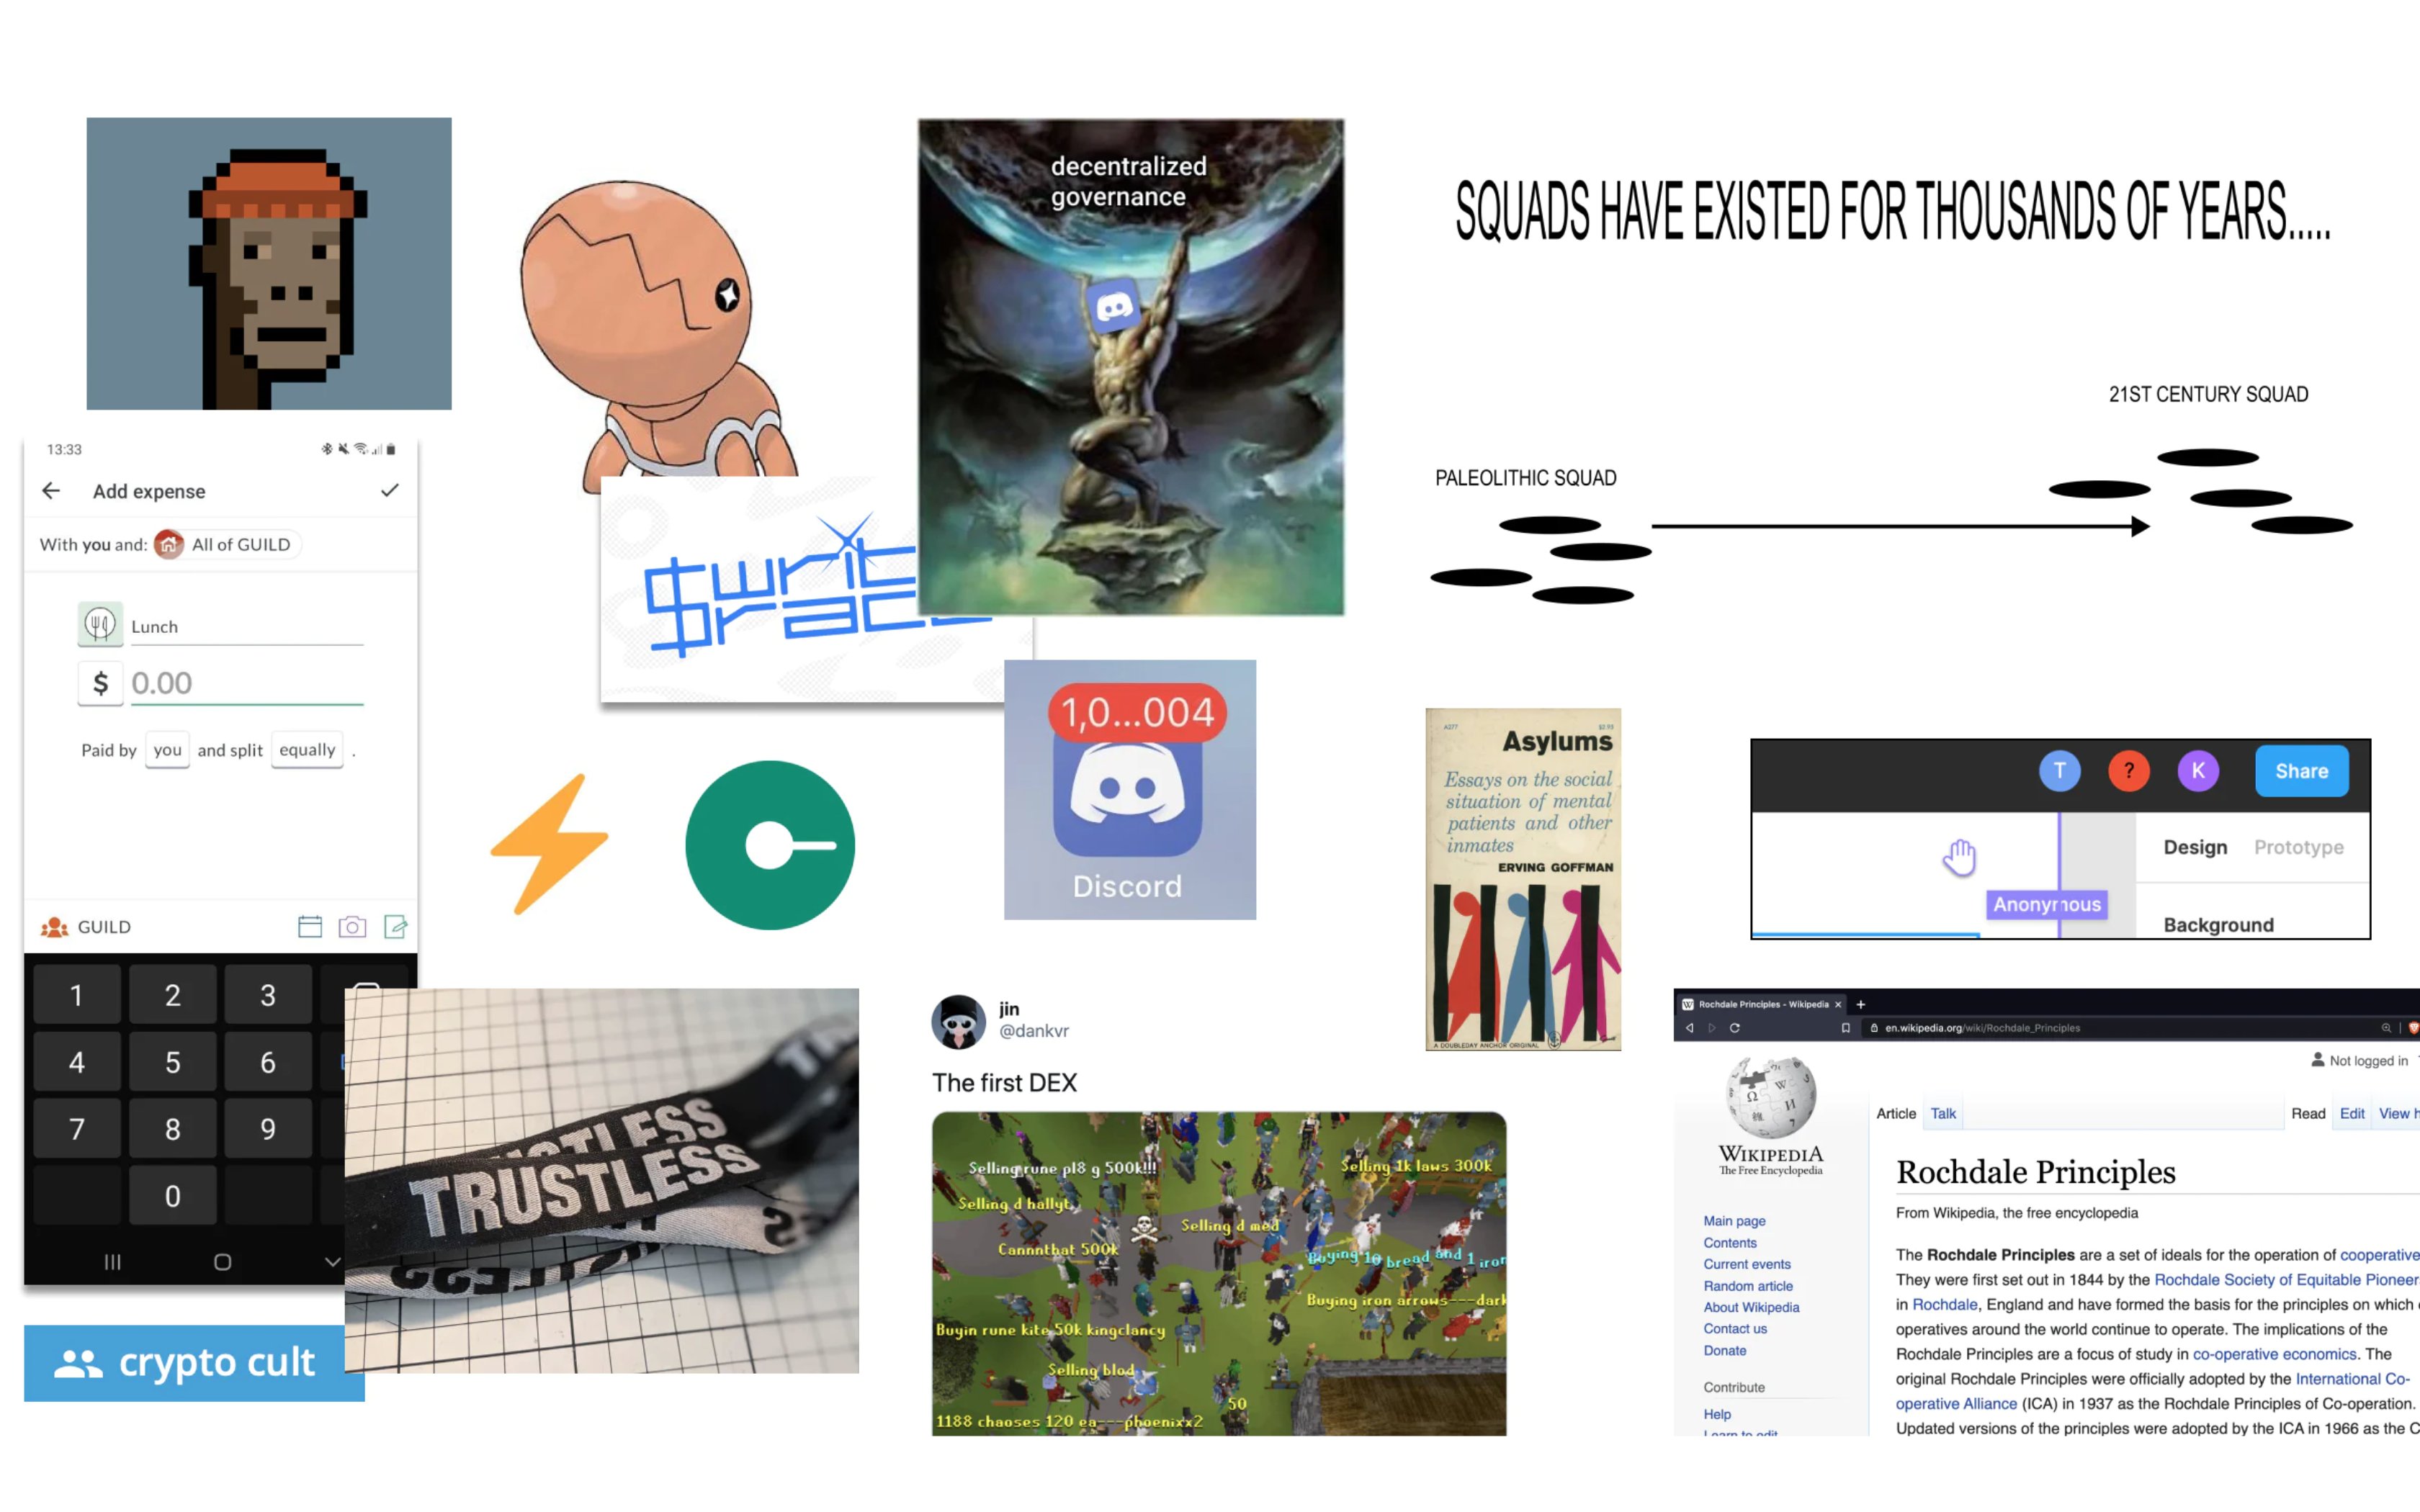 decentralized
governance
SQUADS HAVE EXISTED FOR THOUSANDS OF YEARS.....
21ST CENTURY SQUAD
PALEOLITHIC SQUAD
13:33
Add expense
With you and: All of GUILD
Lunch
$ 0.00
Paid by you and split equally .
GUILD
1 2 3
4 5 6
7 8 9
0
crypto cult
TRUSTLESS
1,0...004
Discord
jin
@dankvr
The first DEX
Selling rune pl8 g 500k!!!
Selling 1k laws 300k
Selling d hallyt
Selling d med
Cannnthat 500k
Buying 10 bread and 1 iron
Buying iron arrows---dark
Buyin rune kite 50k kingclancy
Selling blod
50
1188 chaoses 120 ea---phoenixx2
A277 $3.95
Asylums
Essays on the social
situation of mental
patients and other
inmates
ERVING GOFFMAN
A DOUBLEDAY ANCHOR ORIGINAL
T ? K Share
Design Prototype
Anonymous
Background
Rochdale Principles - Wikipedia
en.wikipedia.org/wiki/Rochdale_Principles
Not logged in
WIKIPEDIA
The Free Encyclopedia
Article Talk Read Edit View h
Rochdale Principles
From Wikipedia, the free encyclopedia
The Rochdale Principles are a set of ideals for the operation of cooperative
They were first set out in 1844 by the Rochdale Society of Equitable Pioneer
in Rochdale, England and have formed the basis for the principles on which
operatives around the world continue to operate. The implications of the
Rochdale Principles are a focus of study in co-operative economics. The
original Rochdale Principles were officially adopted by the International Co-
operative Alliance (ICA) in 1937 as the Rochdale Principles of Co-operation.
Updated versions of the principles were adopted by the ICA in 1966 as the C
Main page
Contents
Current events
Random article
About Wikipedia
Contact us
Donate
Contribute
Help
Learn to edit